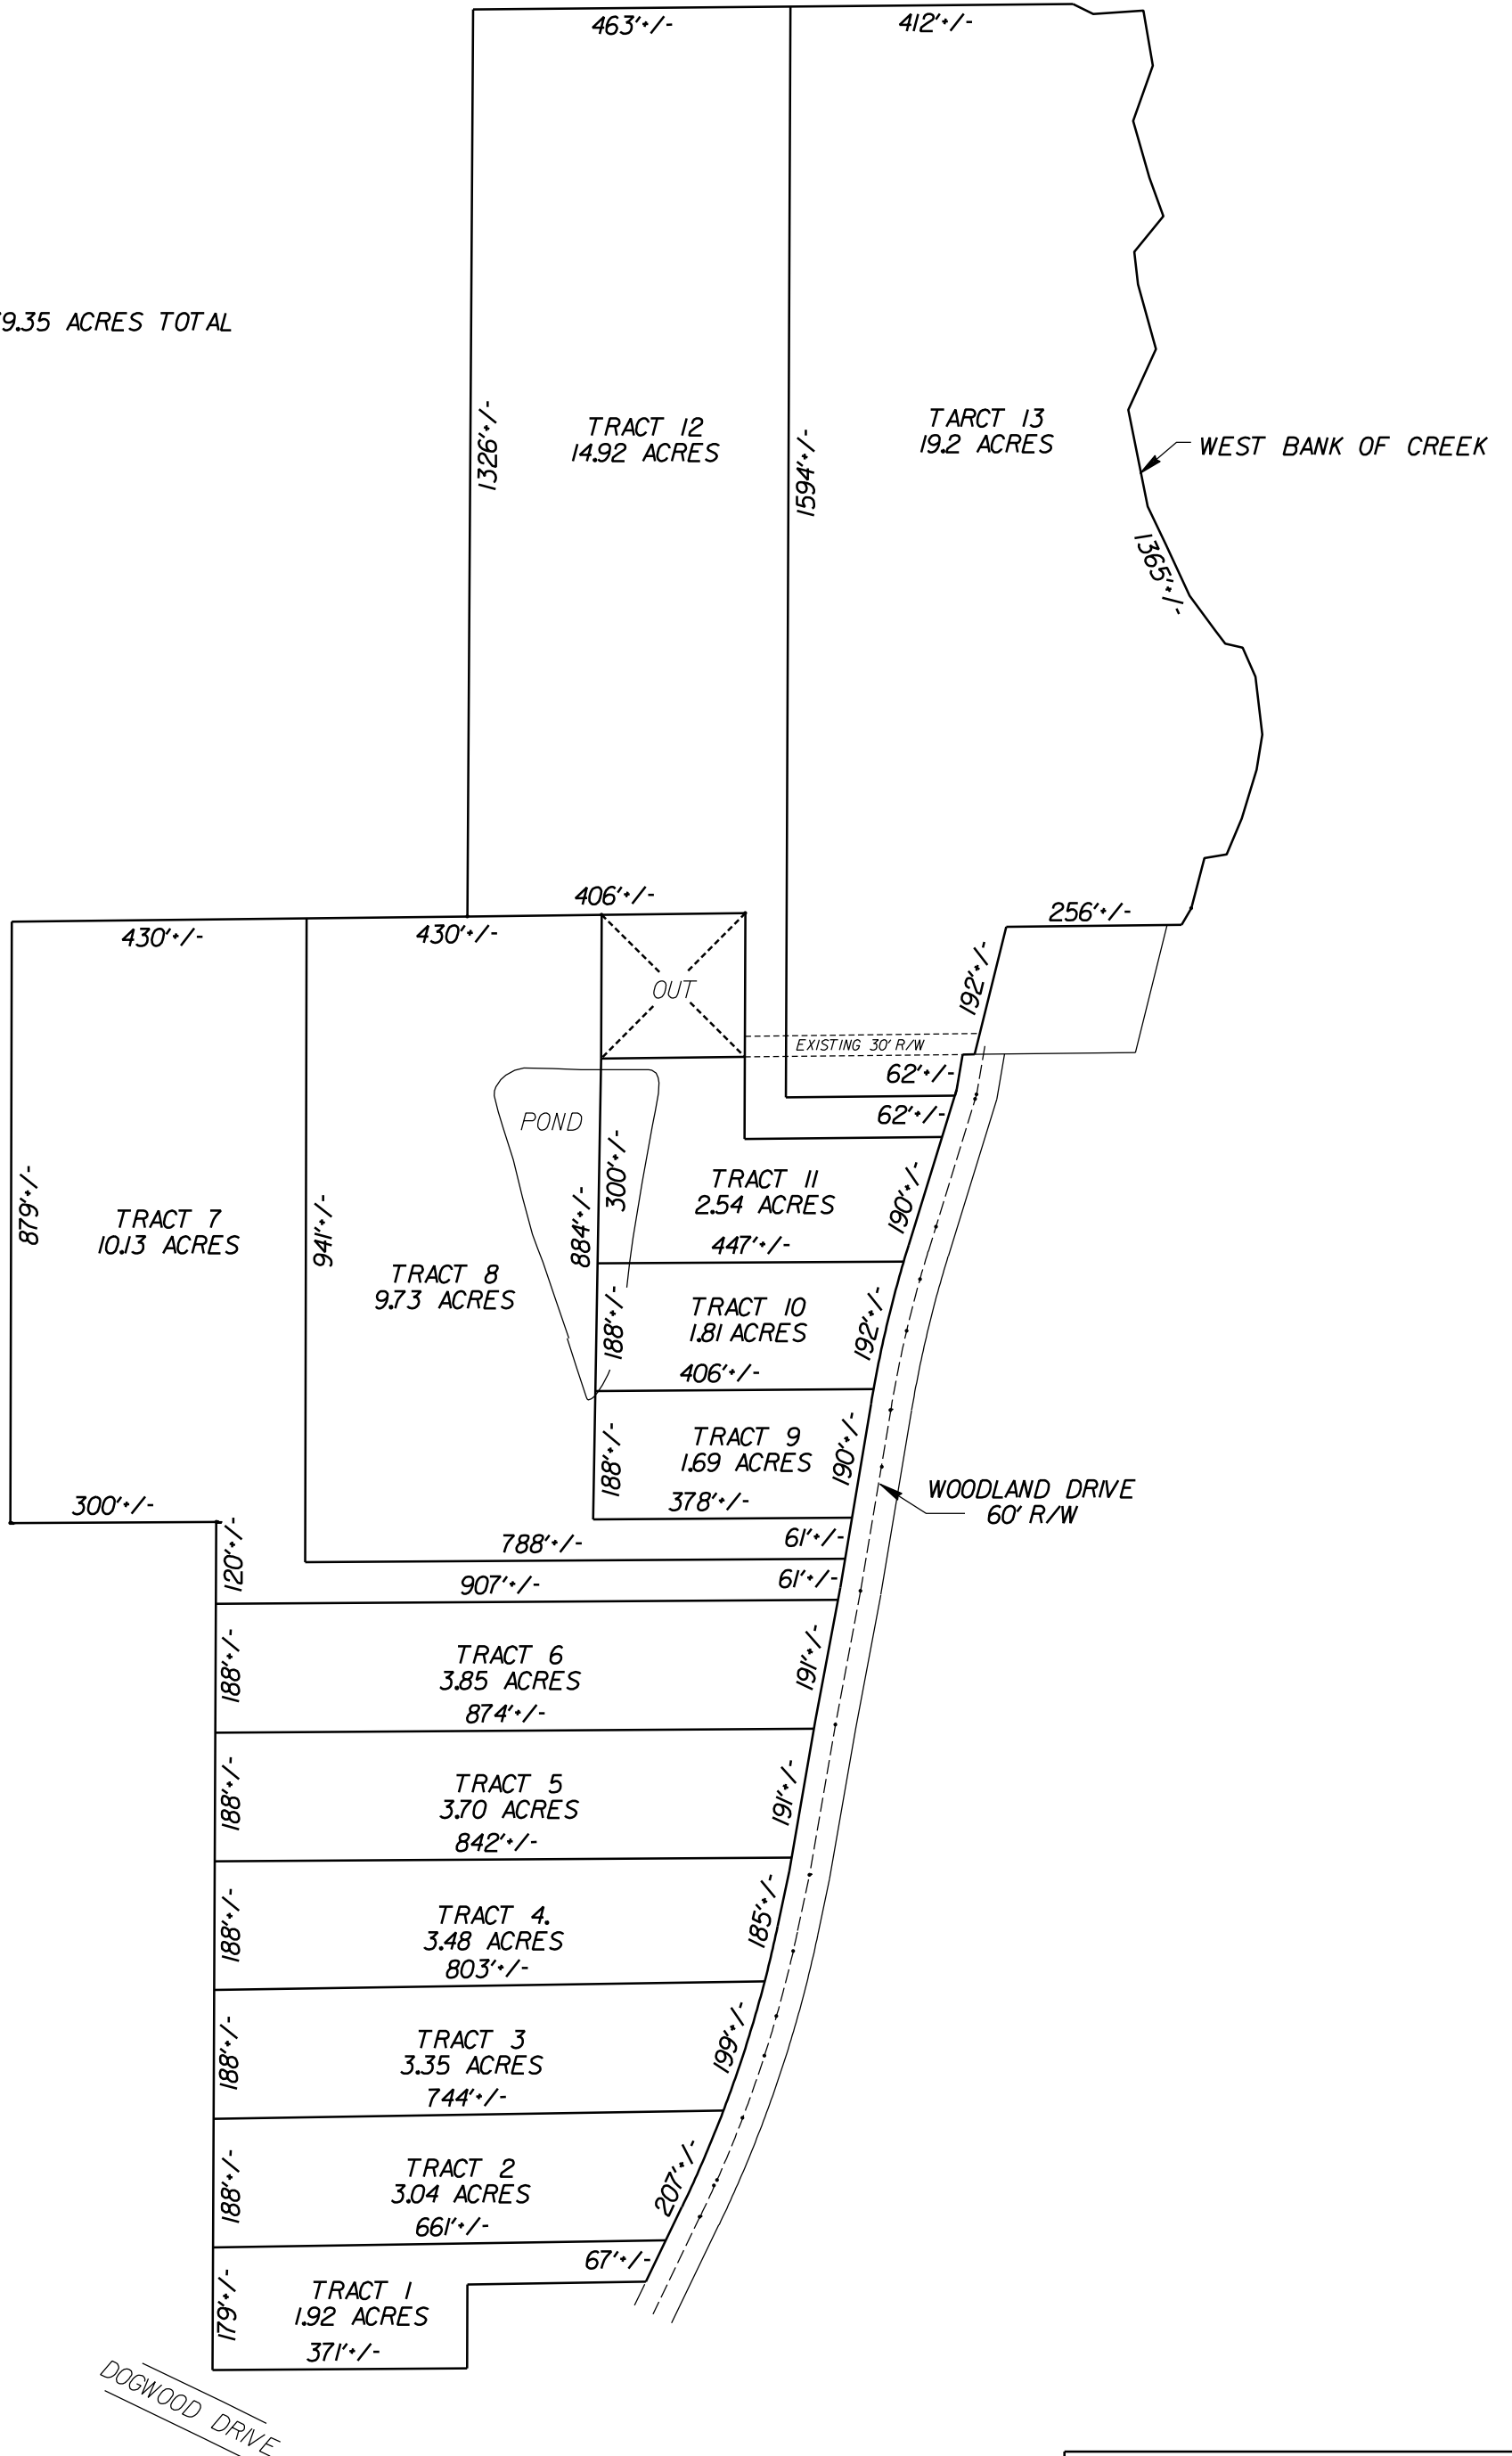 463'+/-
412'+/-
9.35 ACRES TOTAL
1326'+/-
TRACT 12
14.92 ACRES
1594'+/-
TARCT 13
19.2 ACRES
WEST BANK OF CREEK
1365'+/-
406'+/-
256'+/-
430'+/-
430'+/-
OUT
192'+/-
EXISTING 30' R/W
62'+/-
62'+/-
POND
300'+/-
TRACT 11
2.54 ACRES
190'+/-
879'+/-
TRACT 7
10.13 ACRES
941'+/-
884'+/-
447'+/-
TRACT 8
9.73 ACRES
188'+/-
TRACT 10
1.81 ACRES
192'+/-
406'+/-
188'+/-
TRACT 9
1.69 ACRES
190'+/-
378'+/-
WOODLAND DRIVE
60' R/W
300'+/-
120'+/-
788'+/-
61'+/-
907'+/-
61'+/-
188'+/-
TRACT 6
3.85 ACRES
191'+/-
874'+/-
188'+/-
TRACT 5
3.70 ACRES
191'+/-
842'+/-
188'+/-
TRACT 4.
3.48 ACRES
185'+/-
803'+/-
188'+/-
TRACT 3
3.35 ACRES
199'+/-
744'+/-
188'+/-
TRACT 2
3.04 ACRES
207'+/-
661'+/-
67'+/-
179'+/-
TRACT 1
1.92 ACRES
371'+/-
DOGWOOD DRIVE